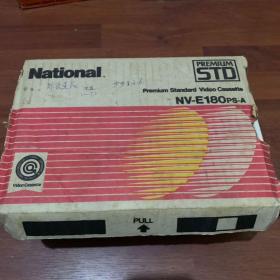 National
PREMIUM
STD
Premium Standard Video Cassette
NV-E180PS-A
Video Cassette
PULL